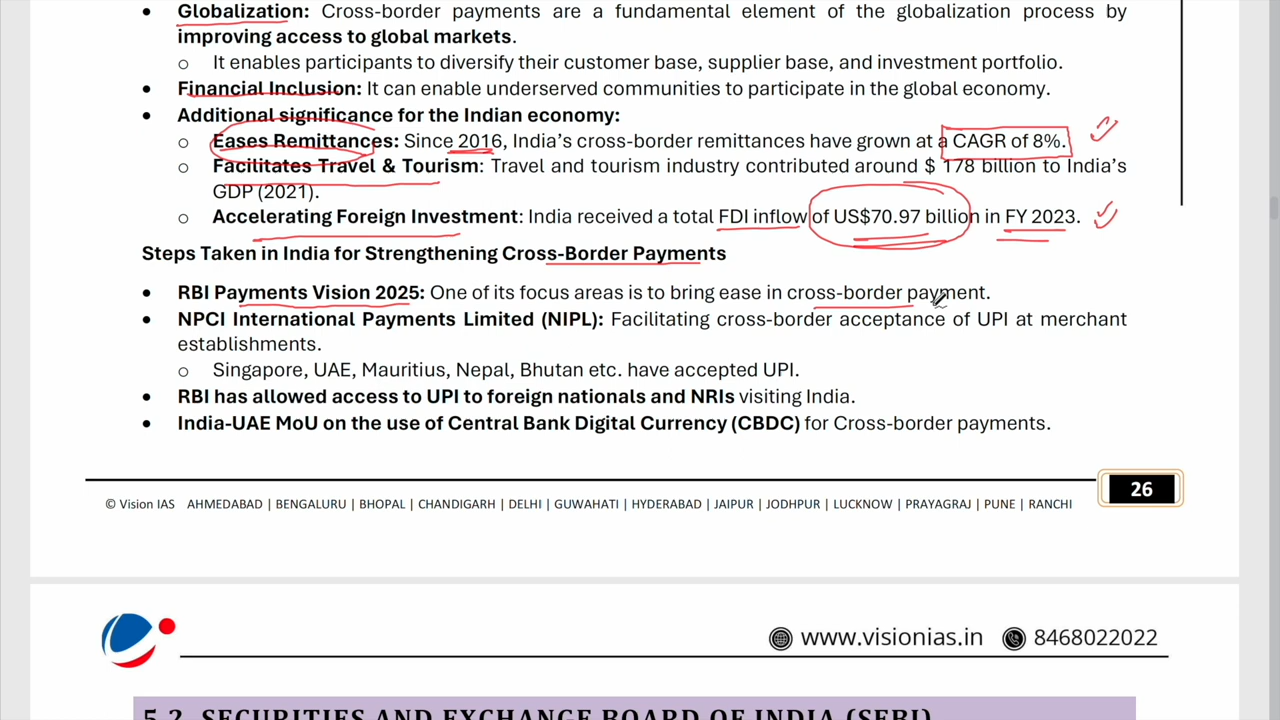 • Globalization: Cross-border payments are a fundamental element of the globalization process by
improving access to global markets.
o It enables participants to diversify their customer base, supplier base, and investment portfolio.
• Financial Inclusion: It can enable underserved communities to participate in the global economy.
• Additional significance for the Indian economy:
o Eases Remittances: Since 2016, India's cross-border remittances have grown at a CAGR of 8%.
o Facilitates Travel & Tourism: Travel and tourism industry contributed around $ 178 billion to India's
GDP (2021).
o Accelerating Foreign Investment: India received a total FDI inflow of US$70.97 billion in FY 2023.
Steps Taken in India for Strengthening Cross-Border Payments
• RBI Payments Vision 2025: One of its focus areas is to bring ease in cross-border payment.
• NPCI International Payments Limited (NIPL): Facilitating cross-border acceptance of UPI at merchant
establishments.
o Singapore, UAE, Mauritius, Nepal, Bhutan etc. have accepted UPI.
• RBI has allowed access to UPI to foreign nationals and NRIs visiting India.
• India-UAE MoU on the use of Central Bank Digital Currency (CBDC) for Cross-border payments.
26
© Vision IAS AHMEDABAD | BENGALURU | BHOPAL | CHANDIGARH | DELHI | GUWAHATI | HYDERABAD | JAIPUR | JODHPUR | LUCKNOW | PRAYAGRAJ | PUNE | RANCHI
www.visionias.in 8468022022
5.2. SECURITIES AND EXCHANGE BOARD OF INDIA (SEBI)